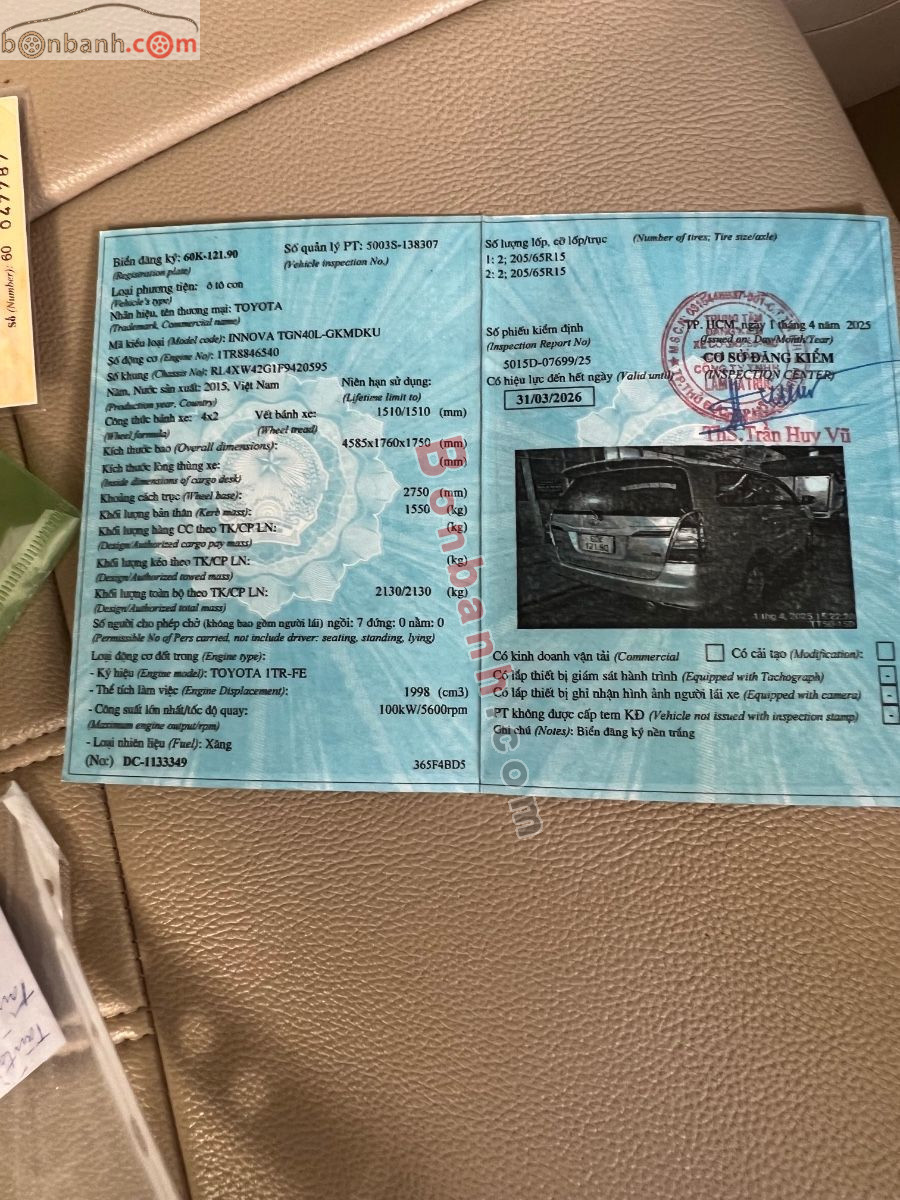 bonbanh.com
Số (Number): 60 047787
Biển đăng ký: 60K-121.90
(Registration plate)
Số quản lý PT: 5003S-138307
(Vehicle inspection No.)
Loại phương tiện: ô tô con
(Vehicle's type)
Nhãn hiệu, tên thương mại: TOYOTA
(Trademark, Commercial name)
Mã kiểu loại (Model code): INNOVA TGN40L-GKMDKU
Số động cơ (Engine No): 1TR8846540
Số khung (Chassis No): RL4XW42G1F9420595
Năm, Nước sản xuất: 2015, Việt Nam
(Production year, Country)
Niên hạn sử dụng:
(Lifetime limit to)
Công thức bánh xe: 4x2
(Wheel formula)
Vết bánh xe: 1510/1510 (mm)
(Wheel tread)
Kích thước bao (Overall dimensions): 4585x1760x1750 (mm)
Kích thước lòng thùng xe: (mm)
(Inside dimensions of cargo desk)
Khoảng cách trục (Wheel base): 2750 (mm)
Khối lượng bản thân (Kerb mass): 1550 (kg)
Khối lượng hàng CC theo TK/CP LN: (kg)
(Design/Authorized cargo pay mass)
Khối lượng kéo theo TK/CP LN: (kg)
(Design/Authorized towed mass)
Khối lượng toàn bộ theo TK/CP LN: 2130/2130 (kg)
(Design/Authorized total mass)
Số người cho phép chở (không bao gồm người lái) ngồi: 7 đứng: 0 nằm: 0
(Permissible No of Pers carried, not include driver: seating, standing, lying)
Loại động cơ đốt trong (Engine type):
- Ký hiệu (Engine model): TOYOTA 1TR-FE
- Thể tích làm việc (Engine Displacement): 1998 (cm3)
- Công suất lớn nhất/tốc độ quay: 100kW/5600rpm
(Maximum engine output/rpm)
- Loại nhiên liệu (Fuel): Xăng
(No:) DC-1133349
365F4BD5
Số lượng lốp, cỡ lốp/trục (Number of tires; Tire size/axle)
1: 2; 205/65R15
2: 2; 205/65R15
Số phiếu kiểm định
(Inspection Report No)
5015D-07699/25
Có hiệu lực đến hết ngày (Valid until)
31/03/2026
TP. HCM, ngày 1 tháng 4 năm 2025
(Issued on: Day/Month/Year)
CƠ SỞ ĐĂNG KIỂM
(INSPECTION CENTER)
ThS. Trần Huy Vũ
60K
121.90
Có kinh doanh vận tải (Commercial
Có cải tạo (Modification):
Có lắp thiết bị giám sát hành trình (Equipped with Tachograph) -
Có lắp thiết bị ghi nhận hình ảnh người lái xe (Equipped with camera) -
PT không được cấp tem KĐ (Vehicle not issued with inspection stamp) -
Ghi chú (Notes): Biển đăng ký nền trắng
Bonbanh.com